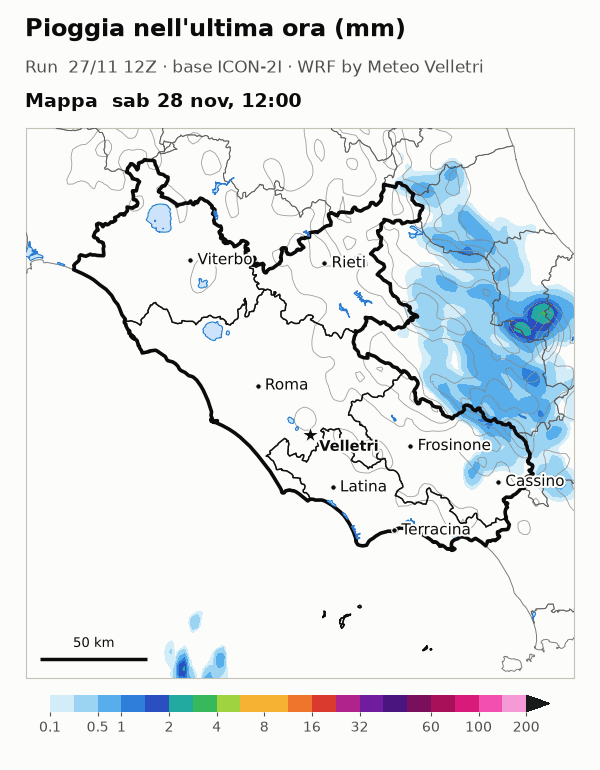 Pioggia nell'ultima ora (mm)
Run  27/11 12Z · base ICON-2I · WRF by Meteo Velletri
Mappa  sab 28 nov, 12:00
Viterbo
Rieti
Roma
Velletri
Frosinone
Latina
Cassino
Terracina
50 km
0.1 0.5 1 2 4 8 16 32 60 100 200